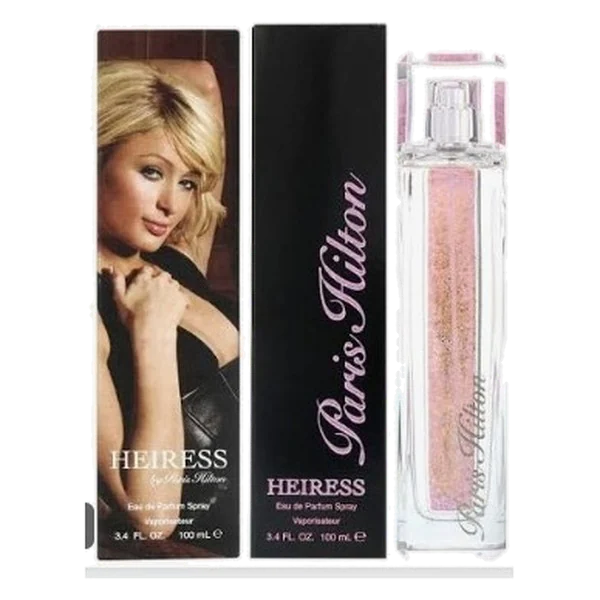 HEIRESS
by Paris Hilton
Eau de Parfum Spray
Vaporisateur
3.4 FL. OZ. 100 mL e
Paris Hilton
HEIRESS
Eau de Parfum Spray
Vaporisateur
3.4 FL. OZ. 100 mL e
Paris Hilton